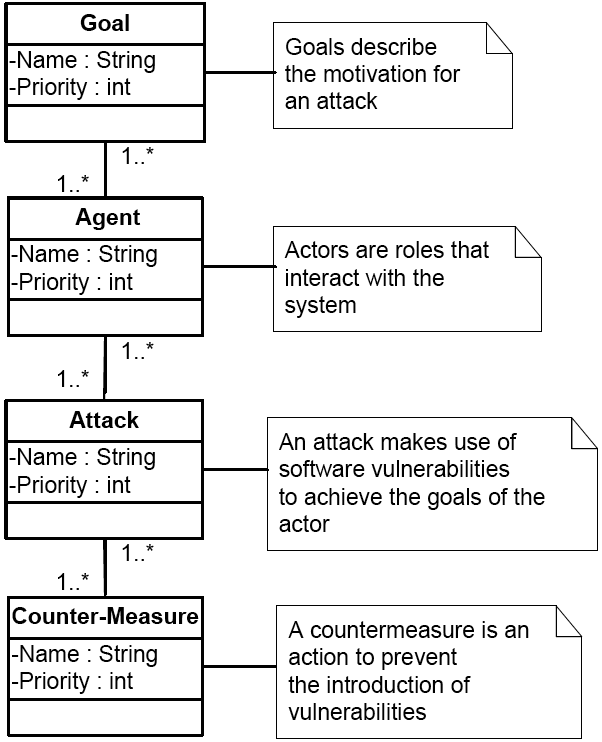 Goal
-Name : String
-Priority : int
Goals describe
the motivation for
an attack
1..*
1..*
Agent
-Name : String
-Priority : int
Actors are roles that
interact with the
system
1..*
1..*
Attack
-Name : String
-Priority : int
An attack makes use of
software vulnerabilities
to achieve the goals of the
actor
1..*
1..*
Counter-Measure
-Name : String
-Priority : int
A countermeasure is an
action to prevent
the introduction of
vulnerabilities